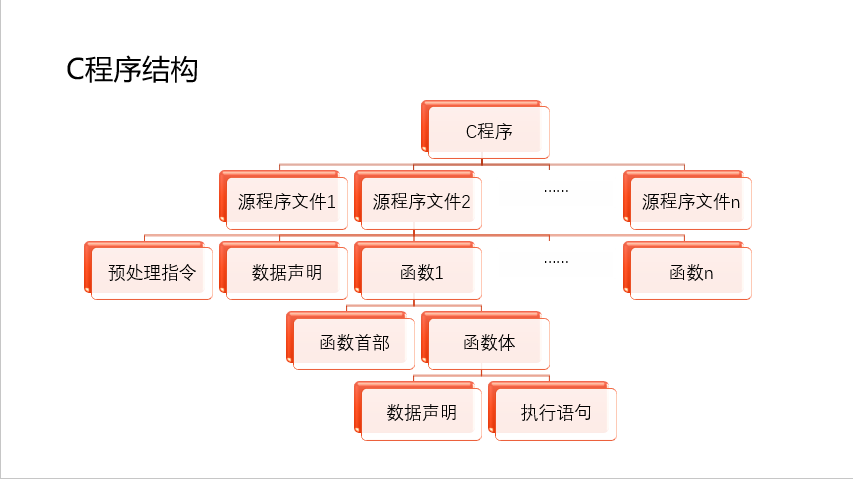 C程序结构
C程序
源程序文件1
源程序文件2
……
源程序文件n
预处理指令
数据声明
函数1
……
函数n
函数首部
函数体
数据声明
执行语句